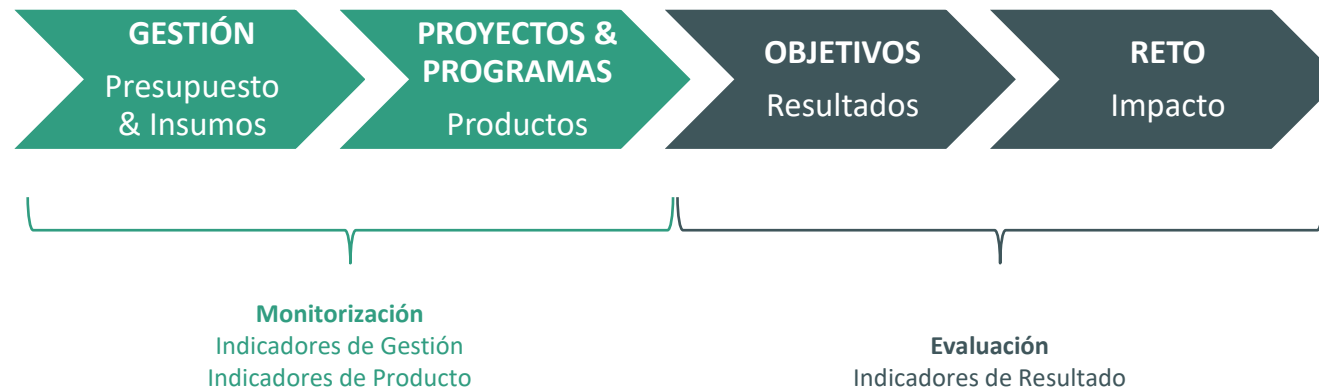 GESTIÓN
Presupuesto
& Insumos
PROYECTOS &
PROGRAMAS
Productos
OBJETIVOS
Resultados
RETO
Impacto
Monitorización
Indicadores de Gestión
Indicadores de Producto
Evaluación
Indicadores de Resultado